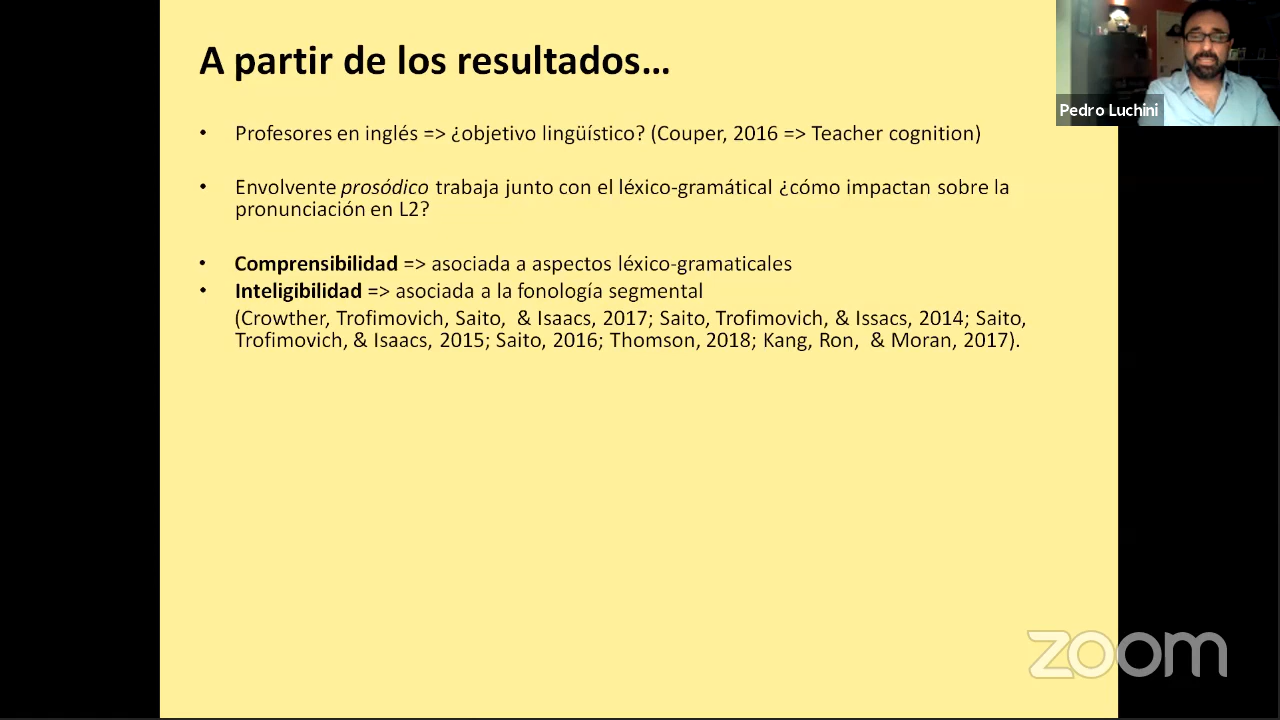 A partir de los resultados...
Pedro Luchini
• Profesores en inglés => ¿objetivo lingüístico? (Couper, 2016 => Teacher cognition)
• Envolvente prosódico trabaja junto con el léxico-gramátical ¿cómo impactan sobre la
pronunciación en L2?
• Comprensibilidad => asociada a aspectos léxico-gramaticales
• Inteligibilidad => asociada a la fonología segmental
(Crowther, Trofimovich, Saito, & Isaacs, 2017; Saito, Trofimovich, & Issacs, 2014; Saito,
Trofimovich, & Isaacs, 2015; Saito, 2016; Thomson, 2018; Kang, Ron, & Moran, 2017).
zoom